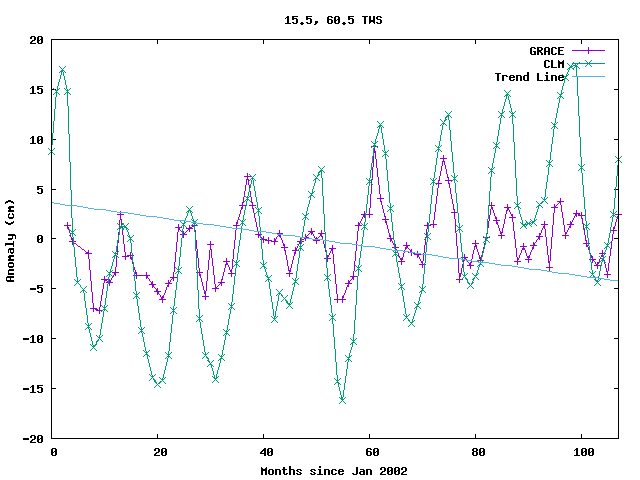 15.5, 60.5 TWS
GRACE
CLM
Trend Line
20
15
10
5
0
-5
-10
-15
-20
Anomaly (cm)
0 20 40 60 80 100
Months since Jan 2002